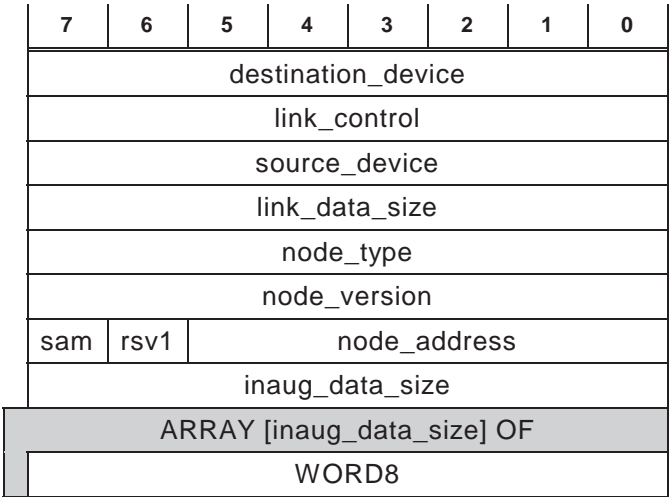 7 6 5 4 3 2 1 0
destination_device
link_control
source_device
link_data_size
node_type
node_version
sam rsv1 node_address
inaug_data_size
ARRAY [inaug_data_size] OF
WORD8